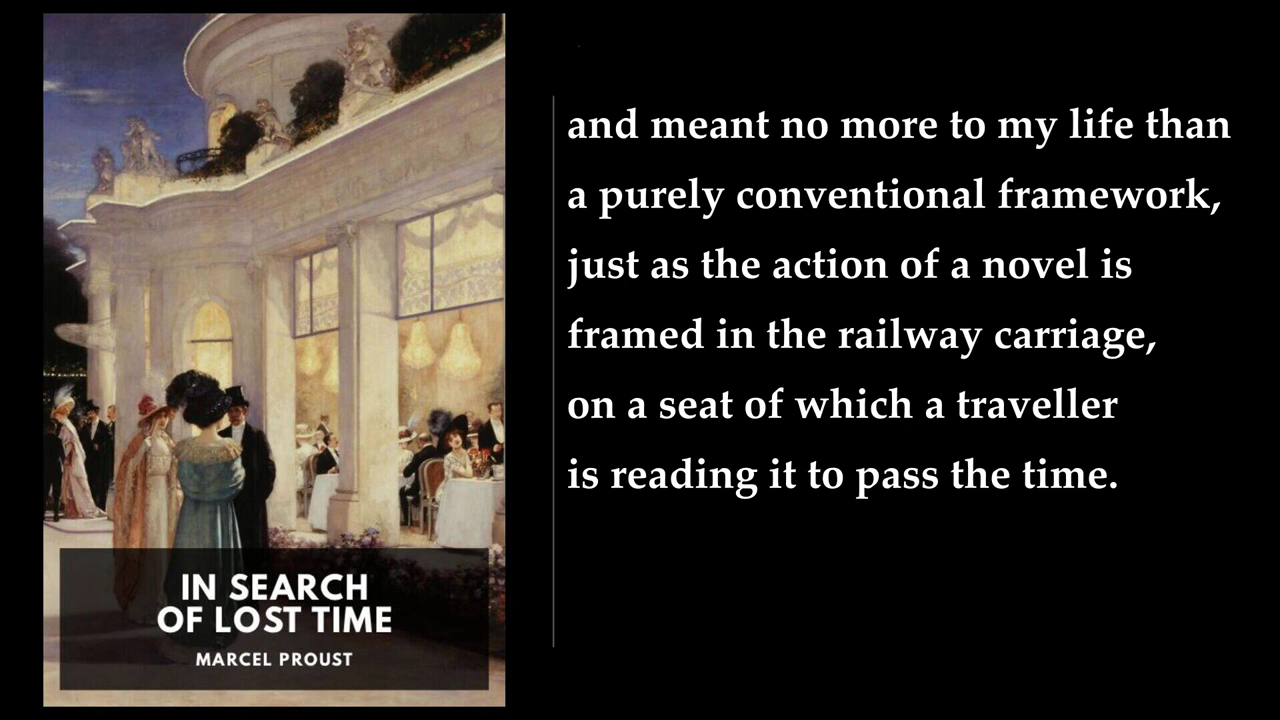 and meant no more to my life than
a purely conventional framework,
just as the action of a novel is
framed in the railway carriage,
on a seat of which a traveller
is reading it to pass the time.
IN SEARCH
OF LOST TIME
MARCEL PROUST